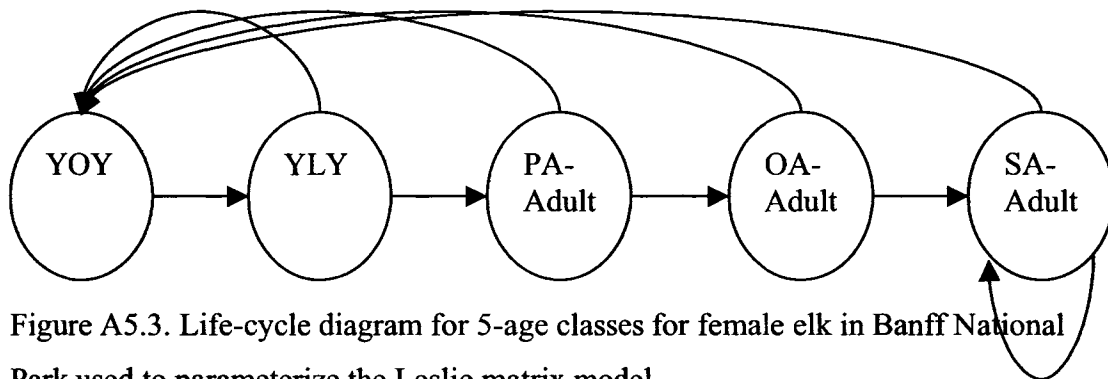 YOY
YLY
PA-
Adult
OA-
Adult
SA-
Adult
Figure A5.3. Life-cycle diagram for 5-age classes for female elk in Banff National
Park used to parameterize the Leslie matrix model